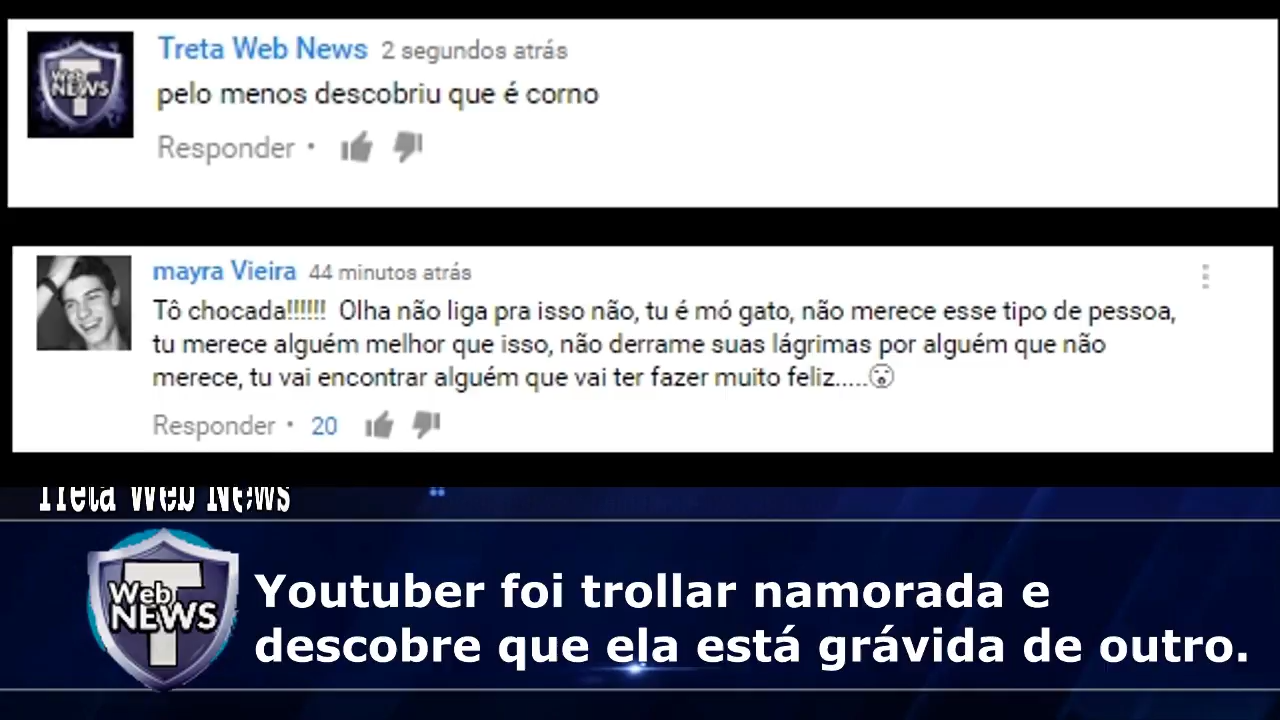 Web
NEWS
T
Treta Web News 2 segundos atrás
pelo menos descobriu que é corno
Responder •
mayra Vieira 44 minutos atrás
Tô chocada!!!!!! Olha não liga pra isso não, tu é mó gato, não merece esse tipo de pessoa,
tu merece alguém melhor que isso, não derrame suas lágrimas por alguém que não
merece, tu vai encontrar alguém que vai ter fazer muito feliz.....😮
Responder • 20
Treta Web News
Web
NEWS
T
Youtuber foi trollar namorada e
descobre que ela está grávida de outro.